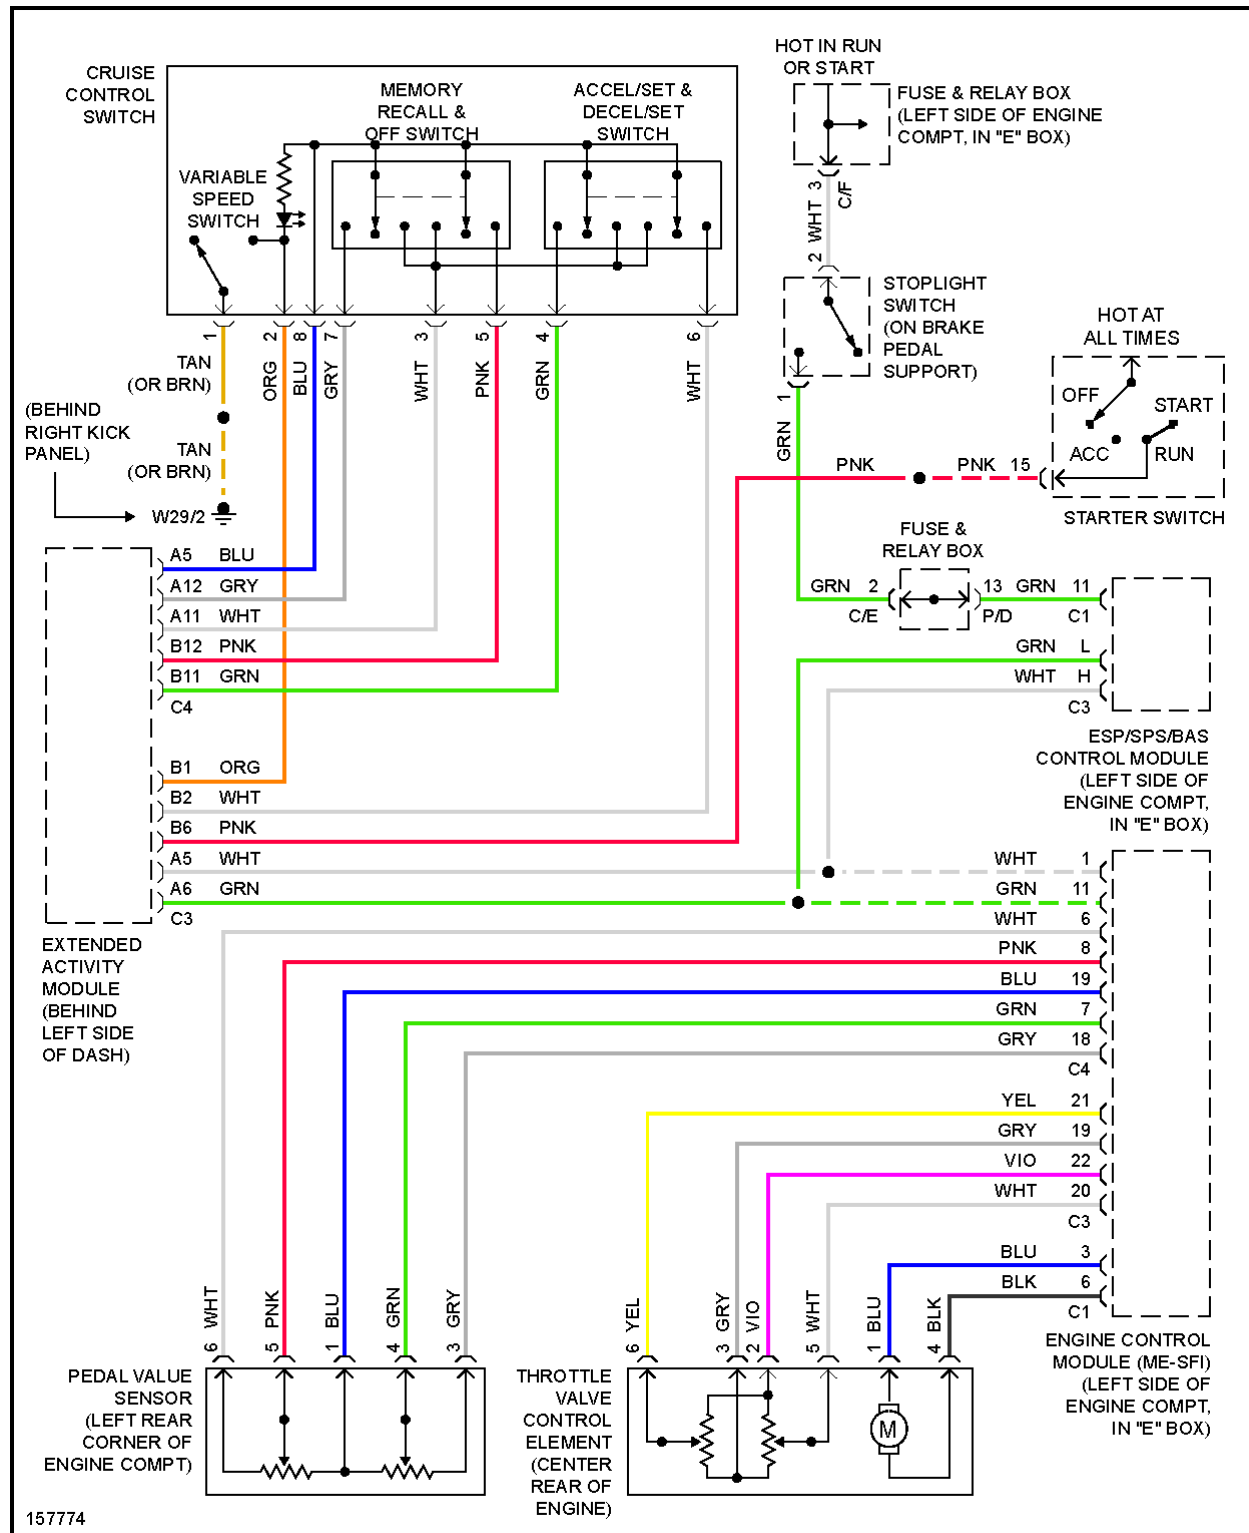 HOT IN RUN
OR START
FUSE & RELAY BOX
(LEFT SIDE OF ENGINE
COMPT, IN "E" BOX)
CRUISE
CONTROL
SWITCH
MEMORY
RECALL &
OFF SWITCH
ACCEL/SET &
DECEL/SET
SWITCH
VARIABLE
SPEED
SWITCH
3
C/F
WHT
2
STOPLIGHT
SWITCH
(ON BRAKE
PEDAL
SUPPORT)
1
GRN
HOT AT
ALL TIMES
OFF
START
ACC
RUN
STARTER SWITCH
1
2
8
7
3
5
4
6
TAN
(OR BRN)
ORG
BLU
GRY
WHT
PNK
GRN
WHT
(BEHIND
RIGHT KICK
PANEL)
TAN
(OR BRN)
W29/2
PNK
PNK 15
FUSE &
RELAY BOX
GRN 2
C/E
13 GRN 11
P/D
C1
GRN L
WHT H
C3
ESP/SPS/BAS
CONTROL MODULE
(LEFT SIDE OF
ENGINE COMPT,
IN "E" BOX)
A5 BLU
A12 GRY
A11 WHT
B12 PNK
B11 GRN
C4
B1 ORG
B2 WHT
B6 PNK
A5 WHT
A6 GRN
C3
EXTENDED
ACTIVITY
MODULE
(BEHIND
LEFT SIDE
OF DASH)
WHT 1
GRN 11
WHT 6
PNK 8
BLU 19
GRN 7
GRY 18
C4
YEL 21
GRY 19
VIO 22
WHT 20
C3
BLU 3
BLK 6
C1
ENGINE CONTROL
MODULE (ME-SFI)
(LEFT SIDE OF
ENGINE COMPT,
IN "E" BOX)
6 WHT
5 PNK
1 BLU
4 GRN
3 GRY
6 YEL
3 GRY
2 VIO
5 WHT
1 BLU
4 BLK
PEDAL VALUE
SENSOR
(LEFT REAR
CORNER OF
ENGINE COMPT)
THROTTLE
VALVE
CONTROL
ELEMENT
(CENTER
REAR OF
ENGINE)
M
157774